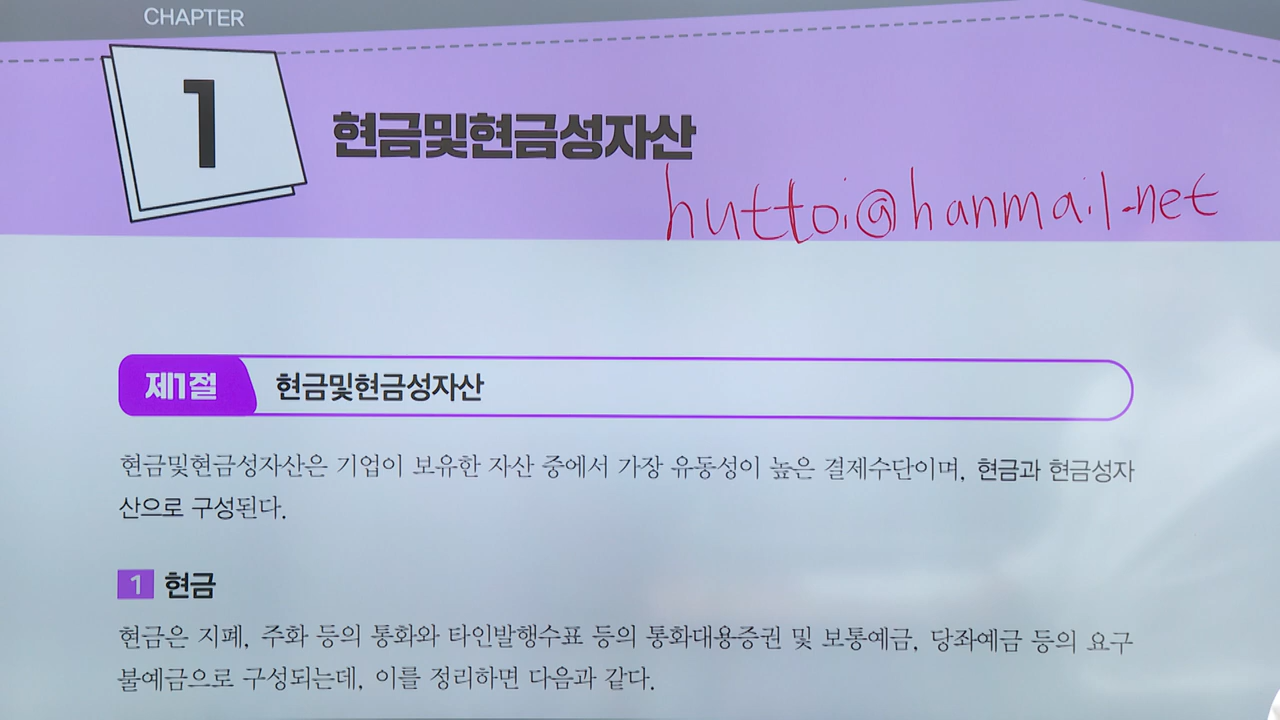 CHAPTER
1
현금및현금성자산
huttoi@hanmail.net
제1절 현금및현금성자산
현금및현금성자산은 기업이 보유한 자산 중에서 가장 유동성이 높은 결제수단이며, 현금과 현금성자
산으로 구성된다.
1 현금
현금은 지폐, 주화 등의 통화와 타인발행수표 등의 통화대용증권 및 보통예금, 당좌예금 등의 요구
불예금으로 구성되는데, 이를 정리하면 다음과 같다.